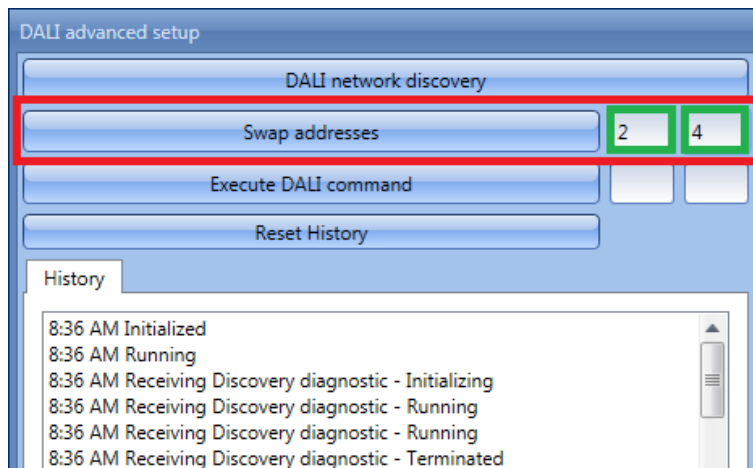 DALI advanced setup
DALI network discovery
Swap addresses 2 4
Execute DALI command
Reset History
History
8:36 AM Initialized
8:36 AM Running
8:36 AM Receiving Discovery diagnostic - Initializing
8:36 AM Receiving Discovery diagnostic - Running
8:36 AM Receiving Discovery diagnostic - Running
8:36 AM Receiving Discovery diagnostic - Terminated